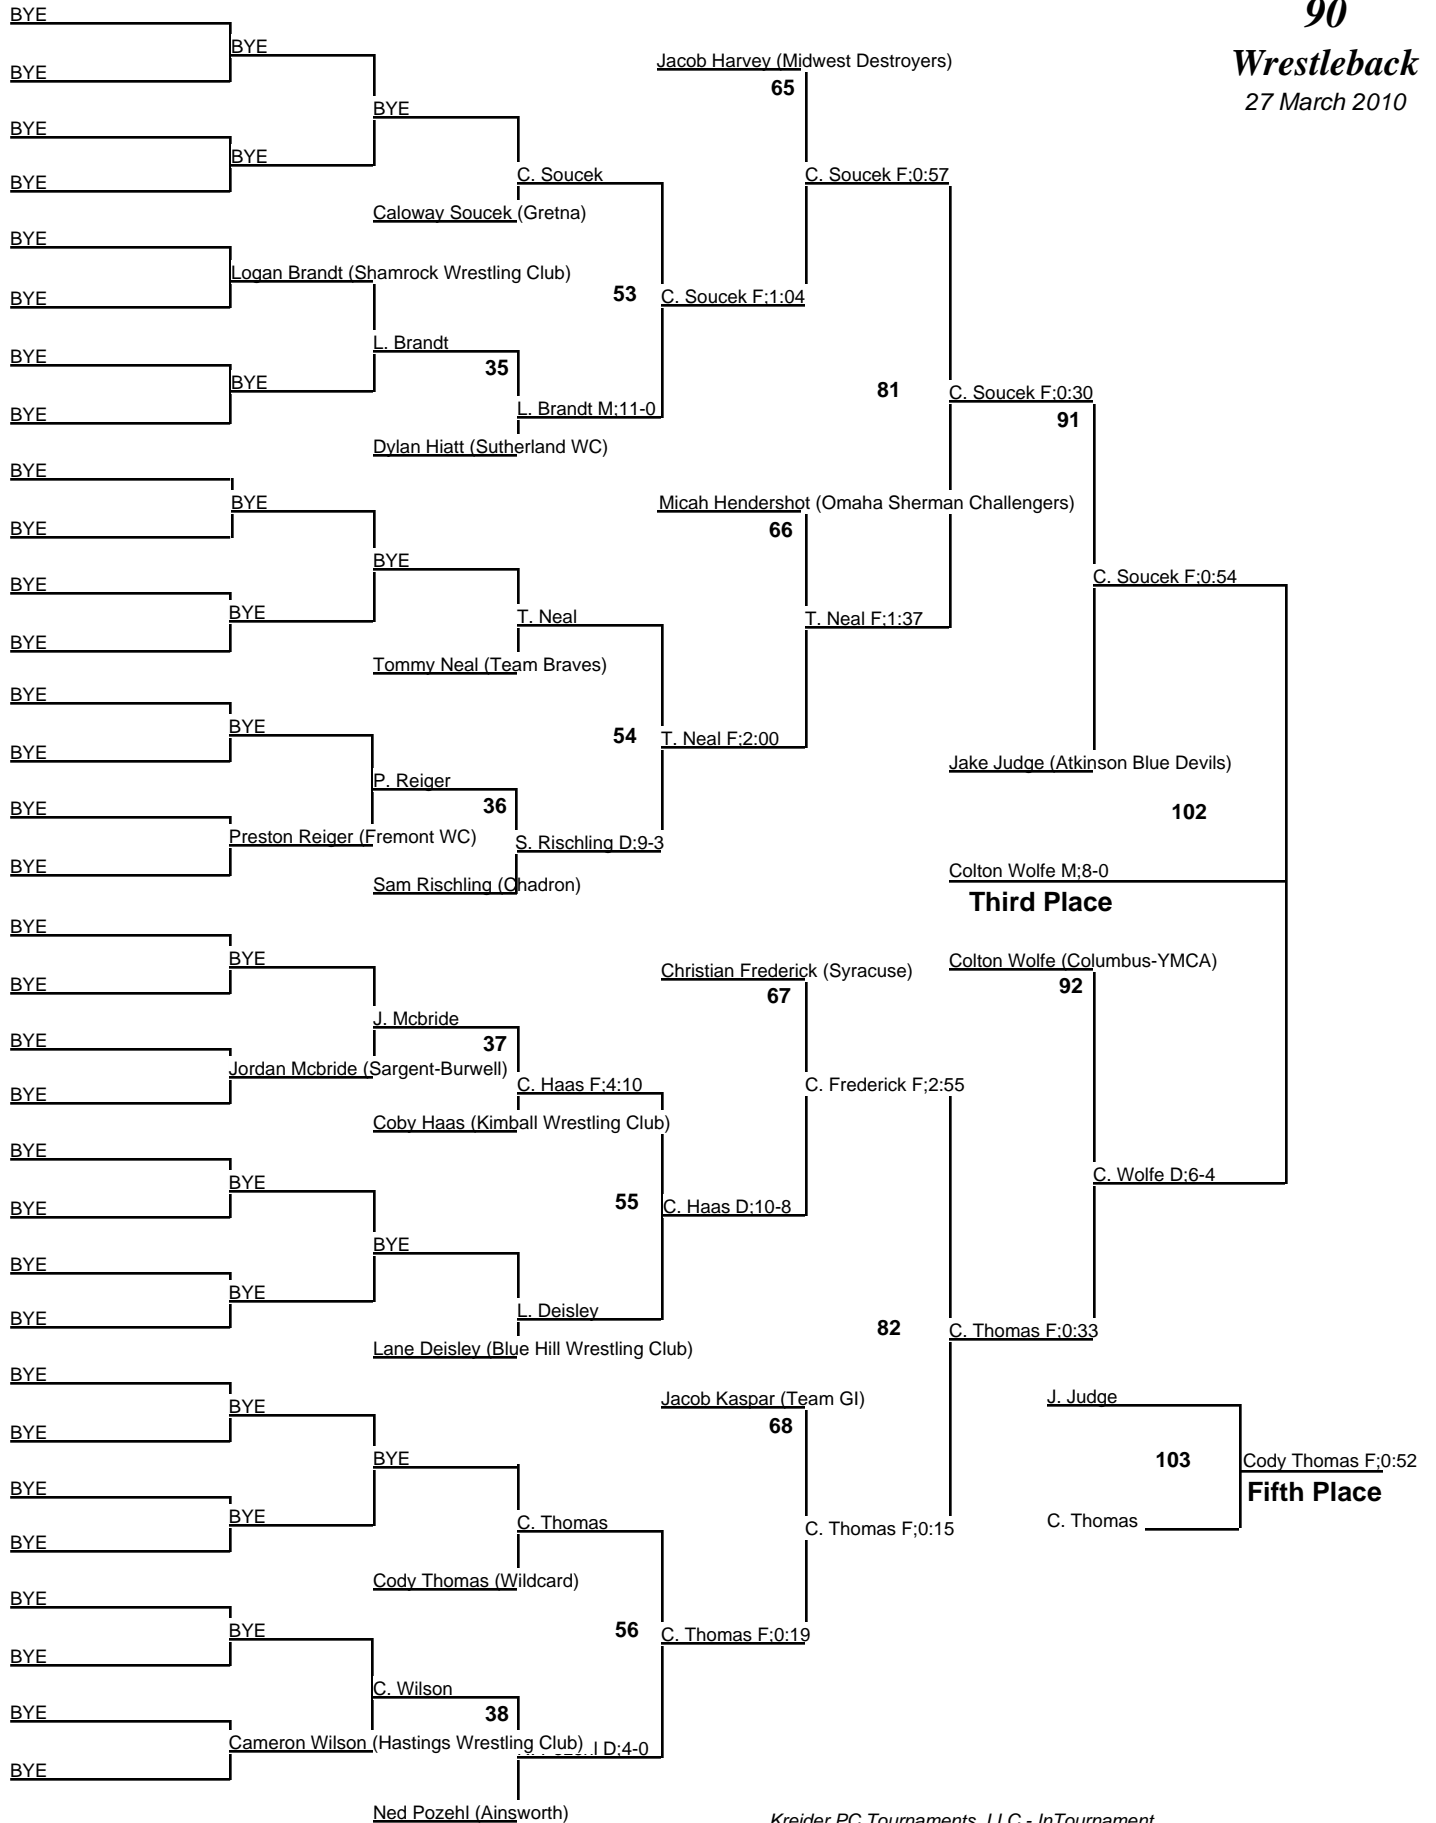 90
Wrestleback
27 March 2010
BYE
BYE
BYE
Jacob Harvey (Midwest Destroyers)
65
BYE
BYE
BYE
BYE
C. Soucek
C. Soucek F;0:57
Caloway Soucek (Gretna)
BYE
Logan Brandt (Shamrock Wrestling Club)
BYE
53
C. Soucek F;1:04
L. Brandt
BYE
35
BYE
BYE
L. Brandt M;11-0
81
C. Soucek F;0:30
91
Dylan Hiatt (Sutherland WC)
BYE
BYE
BYE
Micah Hendershot (Omaha Sherman Challengers)
66
BYE
BYE
BYE
BYE
C. Soucek F;0:54
T. Neal
T. Neal F;1:37
Tommy Neal (Team Braves)
BYE
BYE
BYE
54
T. Neal F;2:00
Jake Judge (Atkinson Blue Devils)
P. Reiger
36
BYE
Preston Reiger (Fremont WC)
BYE
S. Rischling D;9-3
102
Sam Rischling (Chadron)
Colton Wolfe M;8-0
Third Place
BYE
BYE
BYE
Christian Frederick (Syracuse)
67
Colton Wolfe (Columbus-YMCA)
92
J. Mcbride
37
BYE
Jordan Mcbride (Sargent-Burwell)
BYE
C. Haas F;4:10
C. Frederick F;2:55
Coby Haas (Kimball Wrestling Club)
BYE
BYE
BYE
55
C. Haas D;10-8
C. Wolfe D;6-4
BYE
BYE
BYE
BYE
L. Deisley
Lane Deisley (Blue Hill Wrestling Club)
82
C. Thomas F;0:33
BYE
BYE
BYE
Jacob Kaspar (Team GI)
68
J. Judge
BYE
103
Cody Thomas F;0:52
Fifth Place
BYE
BYE
BYE
C. Thomas
C. Thomas F;0:15
C. Thomas
Cody Thomas (Wildcard)
BYE
BYE
BYE
56
C. Thomas F;0:19
C. Wilson
38
BYE
Cameron Wilson (Hastings Wrestling Club)
D;4-0
BYE
Ned Pozehl (Ainsworth)
Kreider PC Tournaments, LLC - InTournament